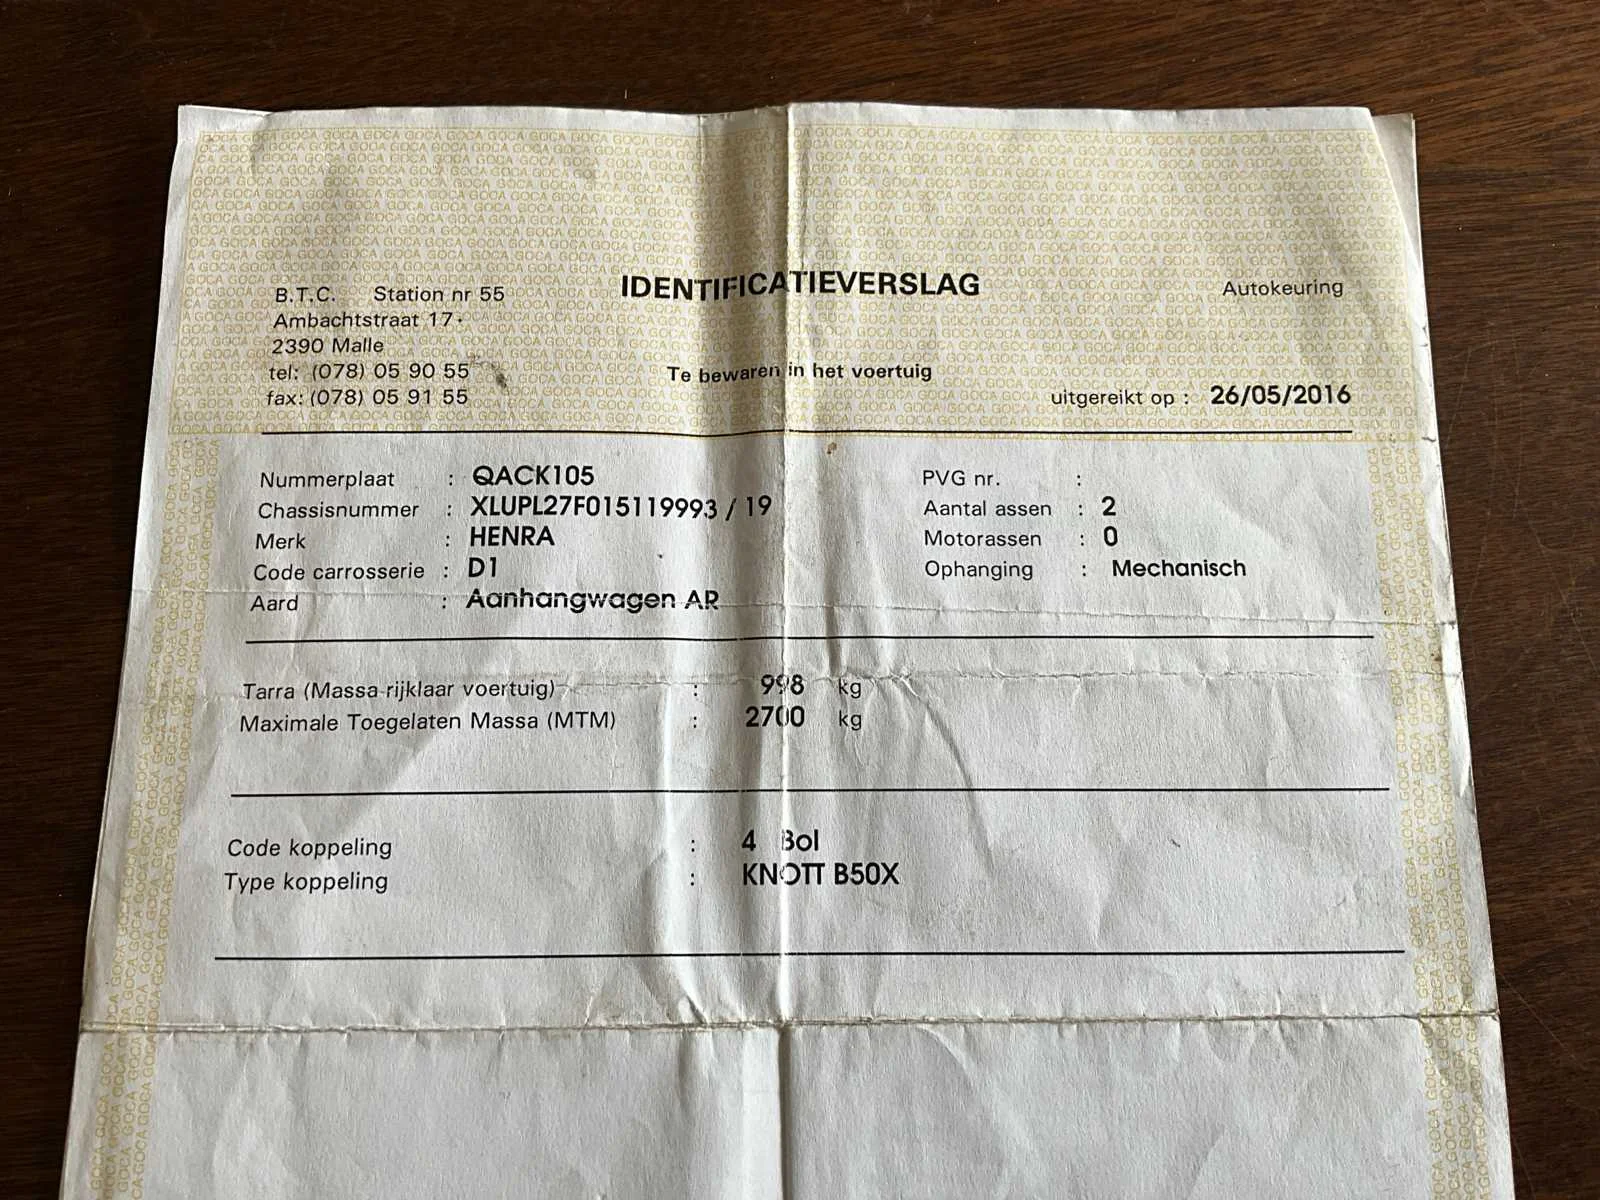 IDENTIFICATIEVERSLAG
Autokeuring
B.T.C. Station nr 55
Ambachtstraat 17
2390 Malle
tel: (078) 05 90 55
fax: (078) 05 91 55
Te bewaren in het voertuig
uitgereikt op : 26/05/2016
Nummerplaat : QACK105
Chassisnummer : XLUPL27F015119993 / 19
Merk : HENRA
Code carrosserie : D1
Aard : Aanhangwagen AR
PVG nr. :
Aantal assen : 2
Motorassen : 0
Ophanging : Mechanisch
Tarra (Massa rijklaar voertuig) : 998 kg
Maximale Toegelaten Massa (MTM) : 2700 kg
Code koppeling : 4 Bol
Type koppeling : KNOTT B50X